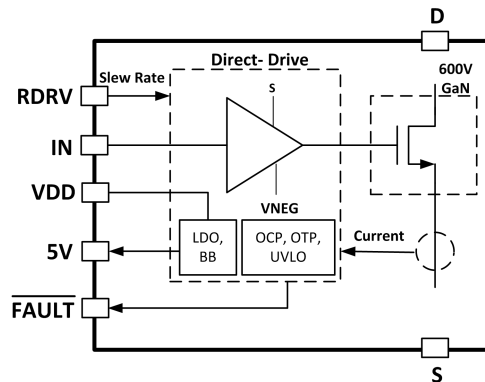 D
Direct- Drive
600V
GaN
RDRV
Slew Rate
S
IN
VDD
VNEG
5V
LDO,
BB
OCP, OTP,
UVLO
Current
FAULT
S